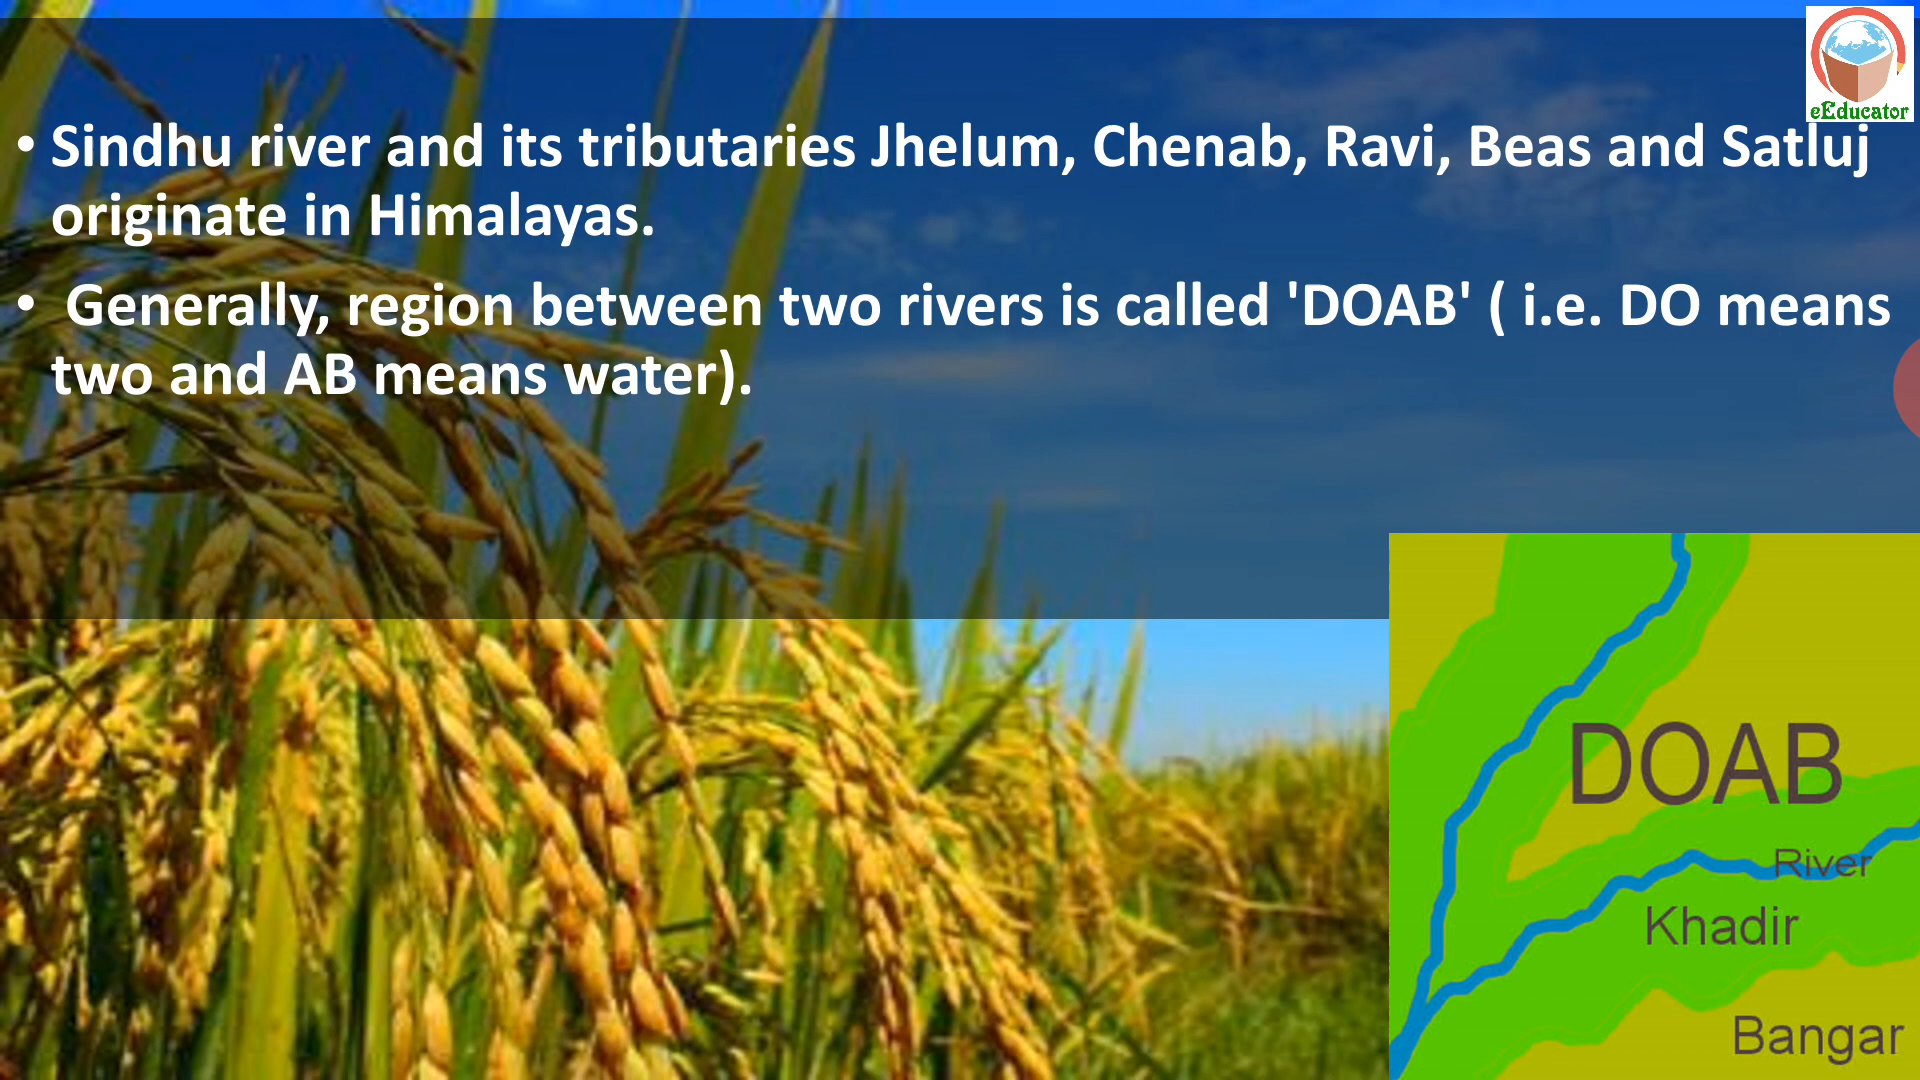 eEducator
• Sindhu river and its tributaries Jhelum, Chenab, Ravi, Beas and Satluj
originate in Himalayas.
• Generally, region between two rivers is called 'DOAB' ( i.e. DO means
two and AB means water).
DOAB
River
Khadir
Bangar